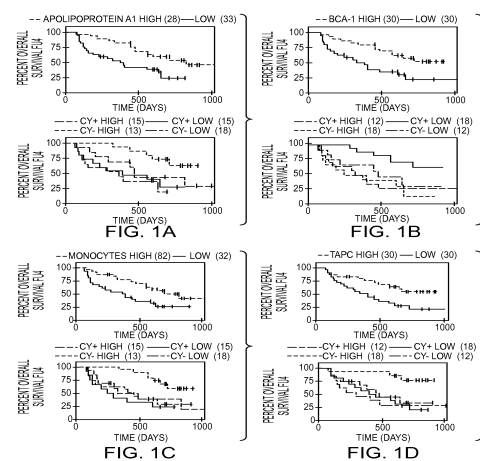 -- APOLIPOPROTEIN A1 HIGH (28) — LOW (33)
PERCENT OVERALL
SURVIVAL FU4
100
75
50
25
0
0 500 1000
TIME (DAYS)
CY+ HIGH (15) CY+ LOW (15)
CY- HIGH (13) CY- LOW (18)
PERCENT OVERALL
SURVIVAL FU4
100
75
50
25
0
0 500 1000
TIME (DAYS)
FIG. 1A
-- BCA-1 HIGH (30) — LOW (30)
PERCENT OVERALL
SURVIVAL FU4
100
75
50
25
0
0 500 1000
TIME (DAYS)
CY+ HIGH (12) CY+ LOW (18)
CY- HIGH (18) CY- LOW (12)
PERCENT OVERALL
SURVIVAL FU4
100
75
50
25
0
0 500 1000
TIME (DAYS)
FIG. 1B
-- MONOCYTES HIGH (82) — LOW (32)
PERCENT OVERALL
SURVIVAL FU4
100
75
50
25
0
0 500 1000
TIME (DAYS)
CY+ HIGH (15) CY+ LOW (15)
CY- HIGH (13) CY- LOW (18)
PERCENT OVERALL
SURVIVAL FU4
100
75
50
25
0
0 500 1000
TIME (DAYS)
FIG. 1C
-- TAPC HIGH (30) — LOW (30)
PERCENT OVERALL
SURVIVAL FU4
100
75
50
25
0
0 500 1000
TIME (DAYS)
CY+ HIGH (12) CY+ LOW (18)
CY- HIGH (18) CY- LOW (12)
PERCENT OVERALL
SURVIVAL FU4
100
75
50
25
0
0 500 1000
TIME (DAYS)
FIG. 1D